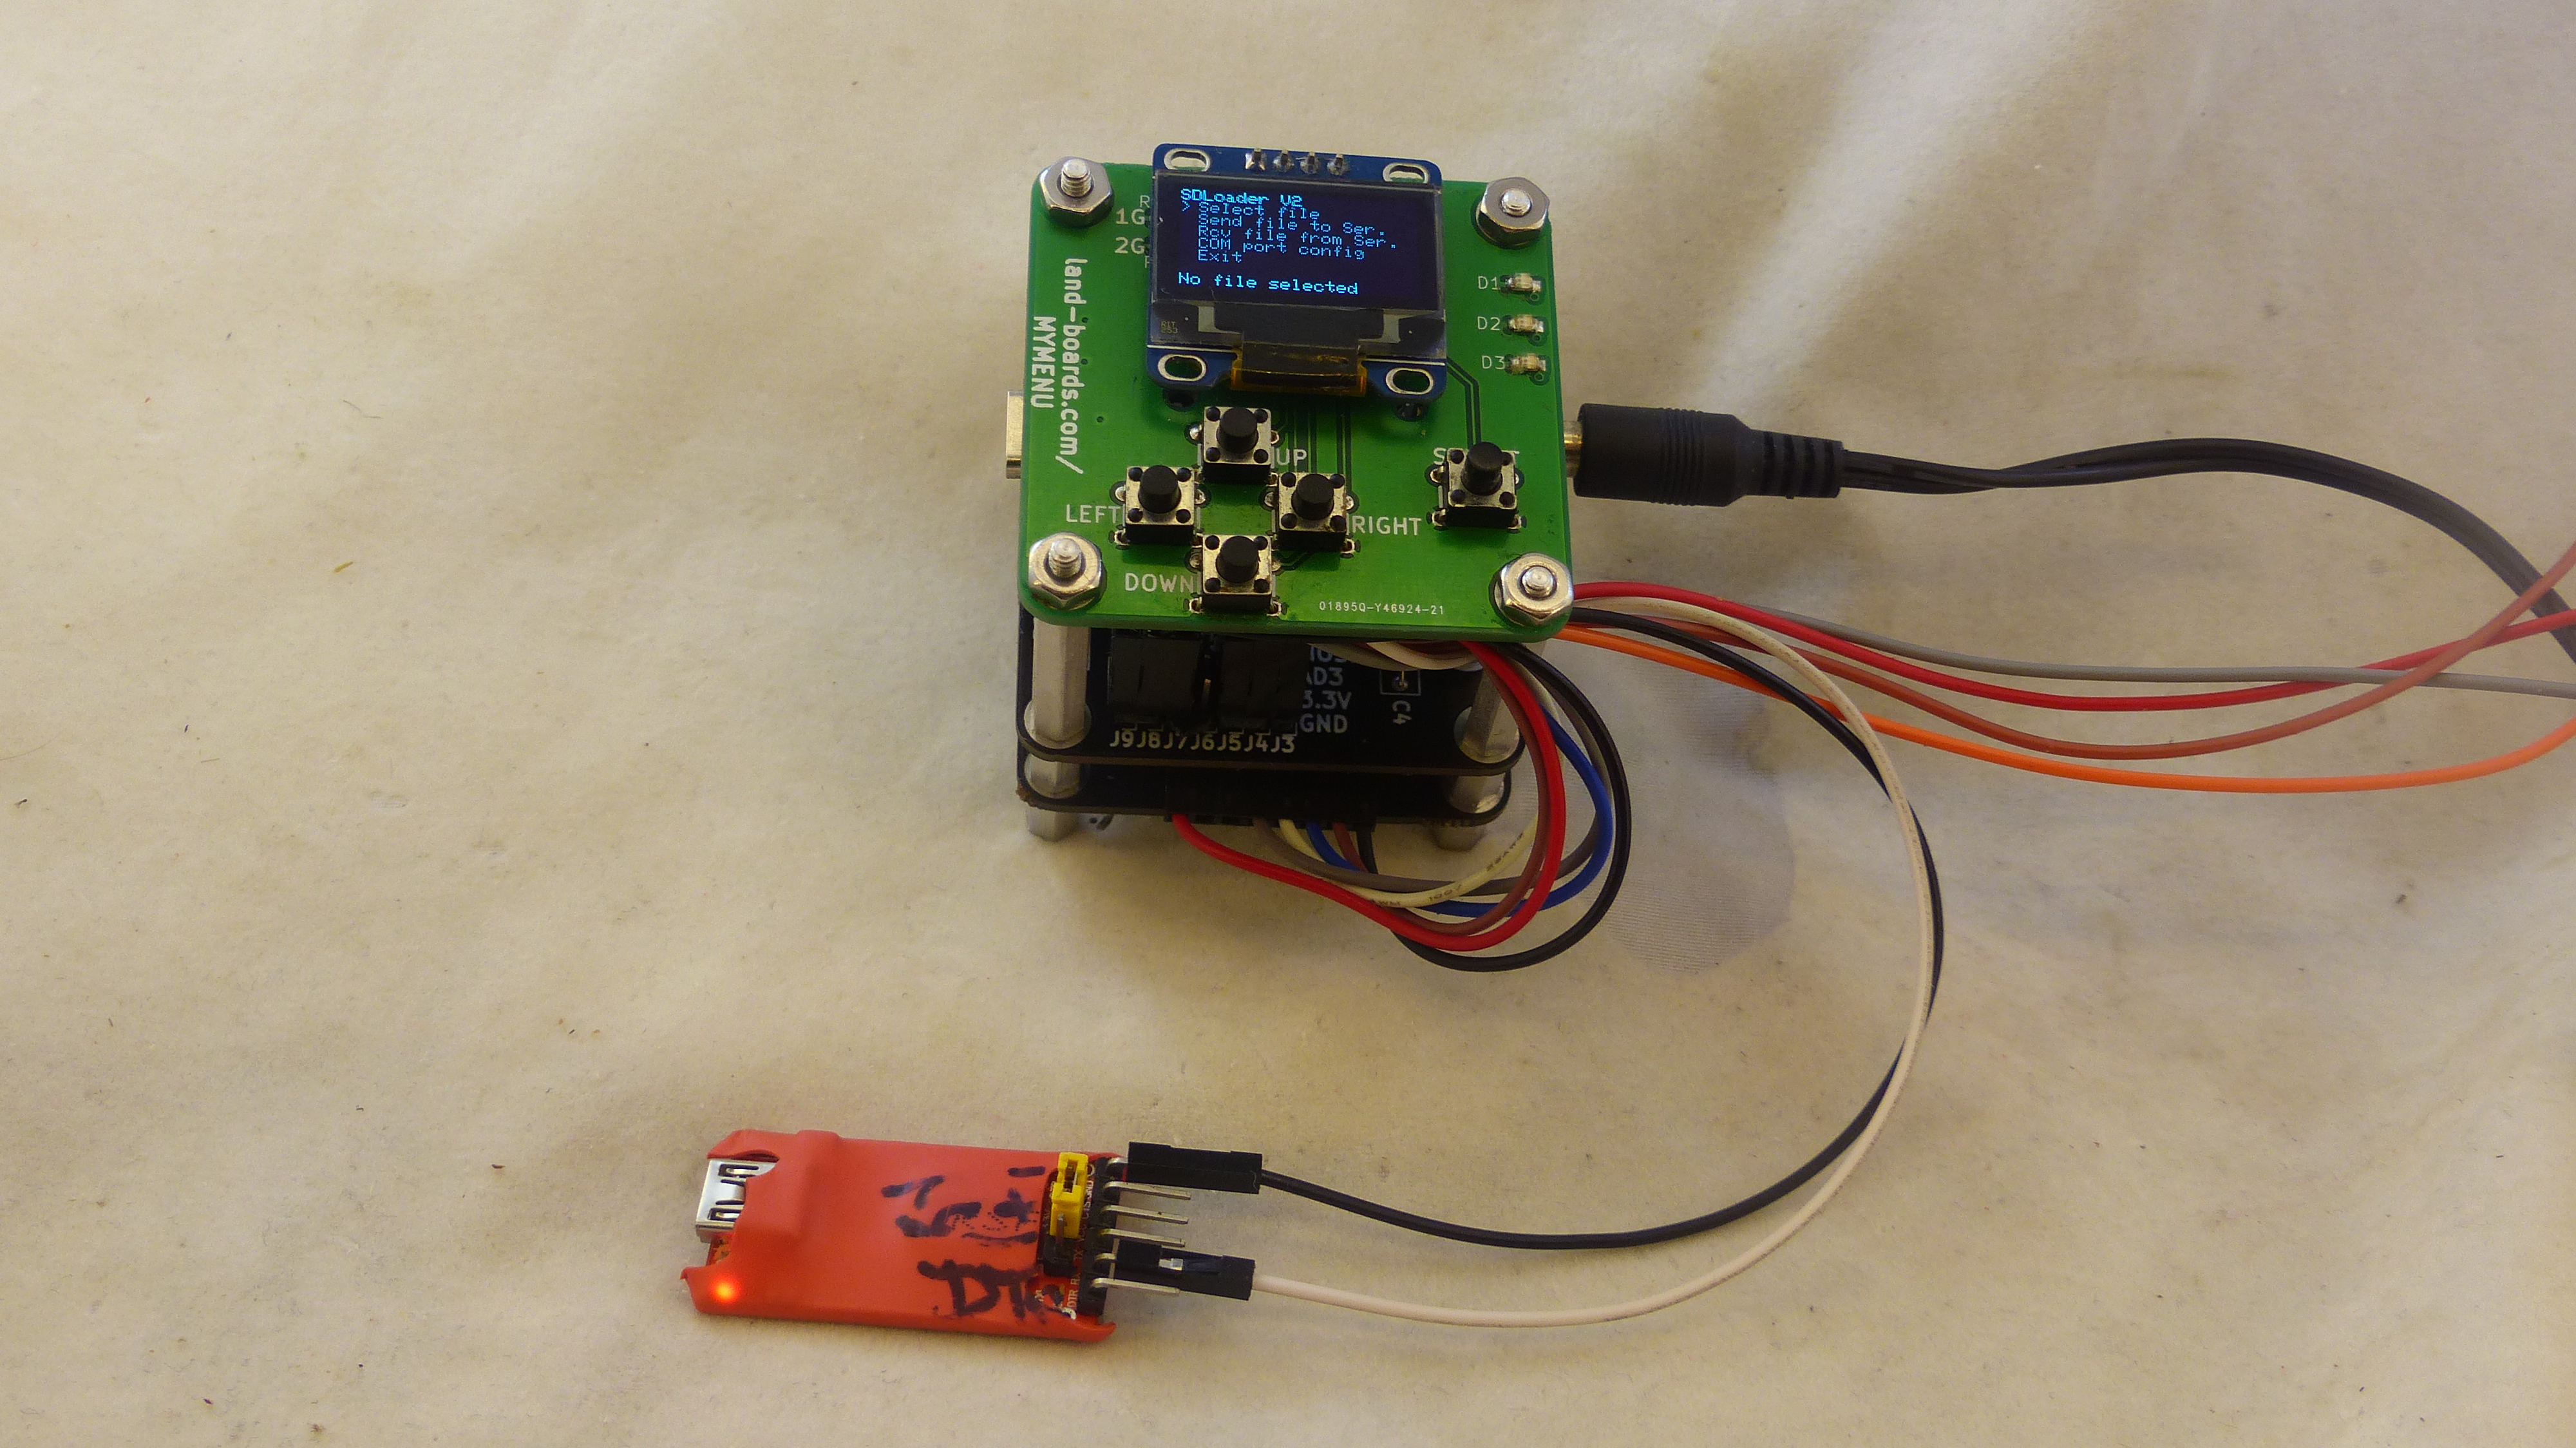 SDLoader V2
> Select file
Send file to Ser.
Rcv file from Ser.
COM port config
Exit
No file selected
1G
2G
land-boards.com/
MYMENU
D1
D2
D3
UP
LEFT
RIGHT
DOWN
01895Q-Y46924-21
AD3
3.3V
GND
C4
J9J8J7J6J5J4J3
DTR